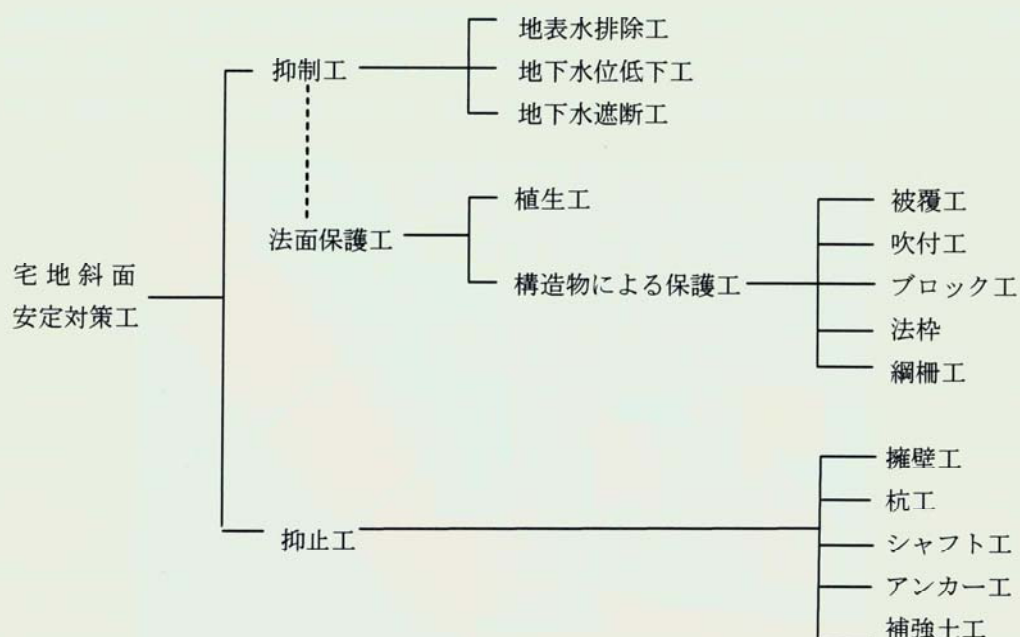 宅地斜面
安定対策工
抑制工
地表水排除工
地下水位低下工
地下水遮断工
法面保護工
植生工
構造物による保護工
被覆工
吹付工
ブロック工
法枠
綱柵工
抑止工
擁壁工
杭工
シャフト工
アンカー工
補強土工